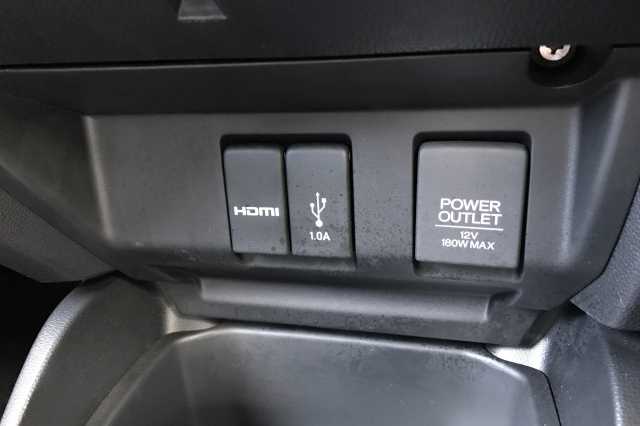 HDMI
1.0A
POWER
OUTLET
12V
180W MAX